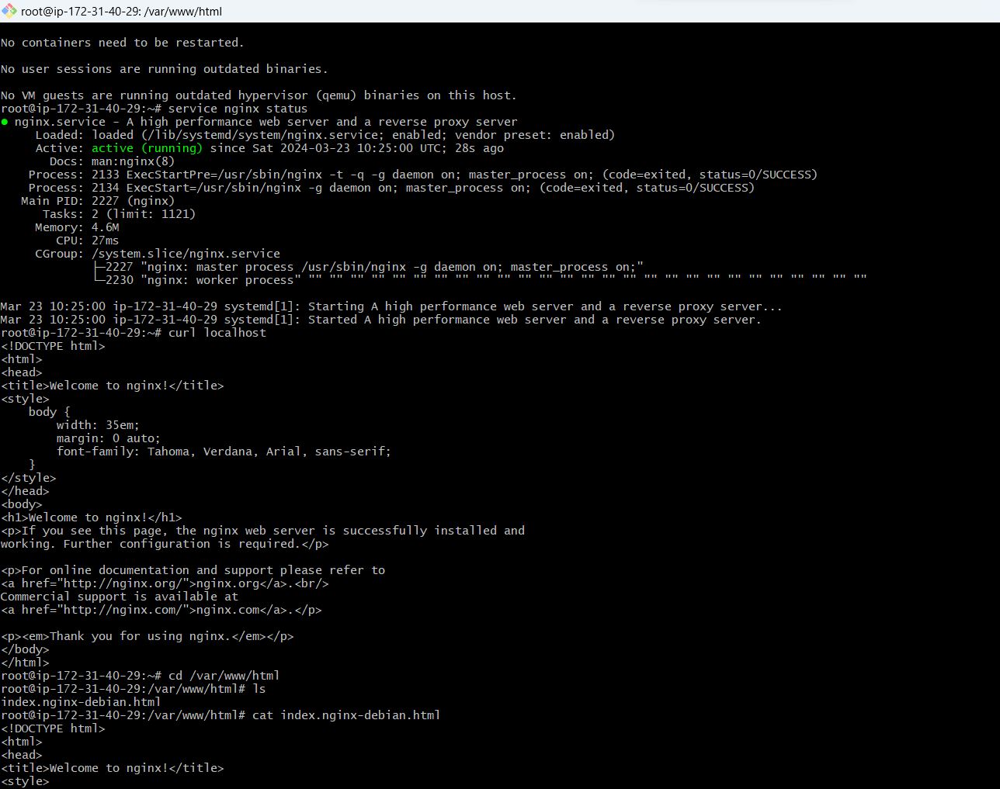 root@ip-172-31-40-29: /var/www/html
No containers need to be restarted.
No user sessions are running outdated binaries.
No VM guests are running outdated hypervisor (qemu) binaries on this host.
root@ip-172-31-40-29:~# service nginx status
● nginx.service - A high performance web server and a reverse proxy server
     Loaded: loaded (/lib/systemd/system/nginx.service; enabled; vendor preset: enabled)
     Active: active (running) since Sat 2024-03-23 10:25:00 UTC; 28s ago
       Docs: man:nginx(8)
    Process: 2133 ExecStartPre=/usr/sbin/nginx -t -q -g daemon on; master_process on; (code=exited, status=0/SUCCESS)
    Process: 2134 ExecStart=/usr/sbin/nginx -g daemon on; master_process on; (code=exited, status=0/SUCCESS)
   Main PID: 2227 (nginx)
      Tasks: 2 (limit: 1121)
     Memory: 4.6M
        CPU: 27ms
     CGroup: /system.slice/nginx.service
             ├─2227 "nginx: master process /usr/sbin/nginx -g daemon on; master_process on;"
             └─2230 "nginx: worker process" "" "" "" "" "" "" "" "" "" "" "" "" "" "" "" "" "" "" "" "" "" "" "" "" "" "" ""
Mar 23 10:25:00 ip-172-31-40-29 systemd[1]: Starting A high performance web server and a reverse proxy server...
Mar 23 10:25:00 ip-172-31-40-29 systemd[1]: Started A high performance web server and a reverse proxy server.
root@ip-172-31-40-29:~# curl localhost
<!DOCTYPE html>
<html>
<head>
<title>Welcome to nginx!</title>
<style>
    body {
        width: 35em;
        margin: 0 auto;
        font-family: Tahoma, Verdana, Arial, sans-serif;
    }
</style>
</head>
<body>
<h1>Welcome to nginx!</h1>
<p>If you see this page, the nginx web server is successfully installed and
working. Further configuration is required.</p>
<p>For online documentation and support please refer to
<a href="http://nginx.org/">nginx.org</a>.<br/>
Commercial support is available at
<a href="http://nginx.com/">nginx.com</a>.</p>
<p><em>Thank you for using nginx.</em></p>
</body>
</html>
root@ip-172-31-40-29:~# cd /var/www/html
root@ip-172-31-40-29:/var/www/html# ls
index.nginx-debian.html
root@ip-172-31-40-29:/var/www/html# cat index.nginx-debian.html
<!DOCTYPE html>
<html>
<head>
<title>Welcome to nginx!</title>
<style>